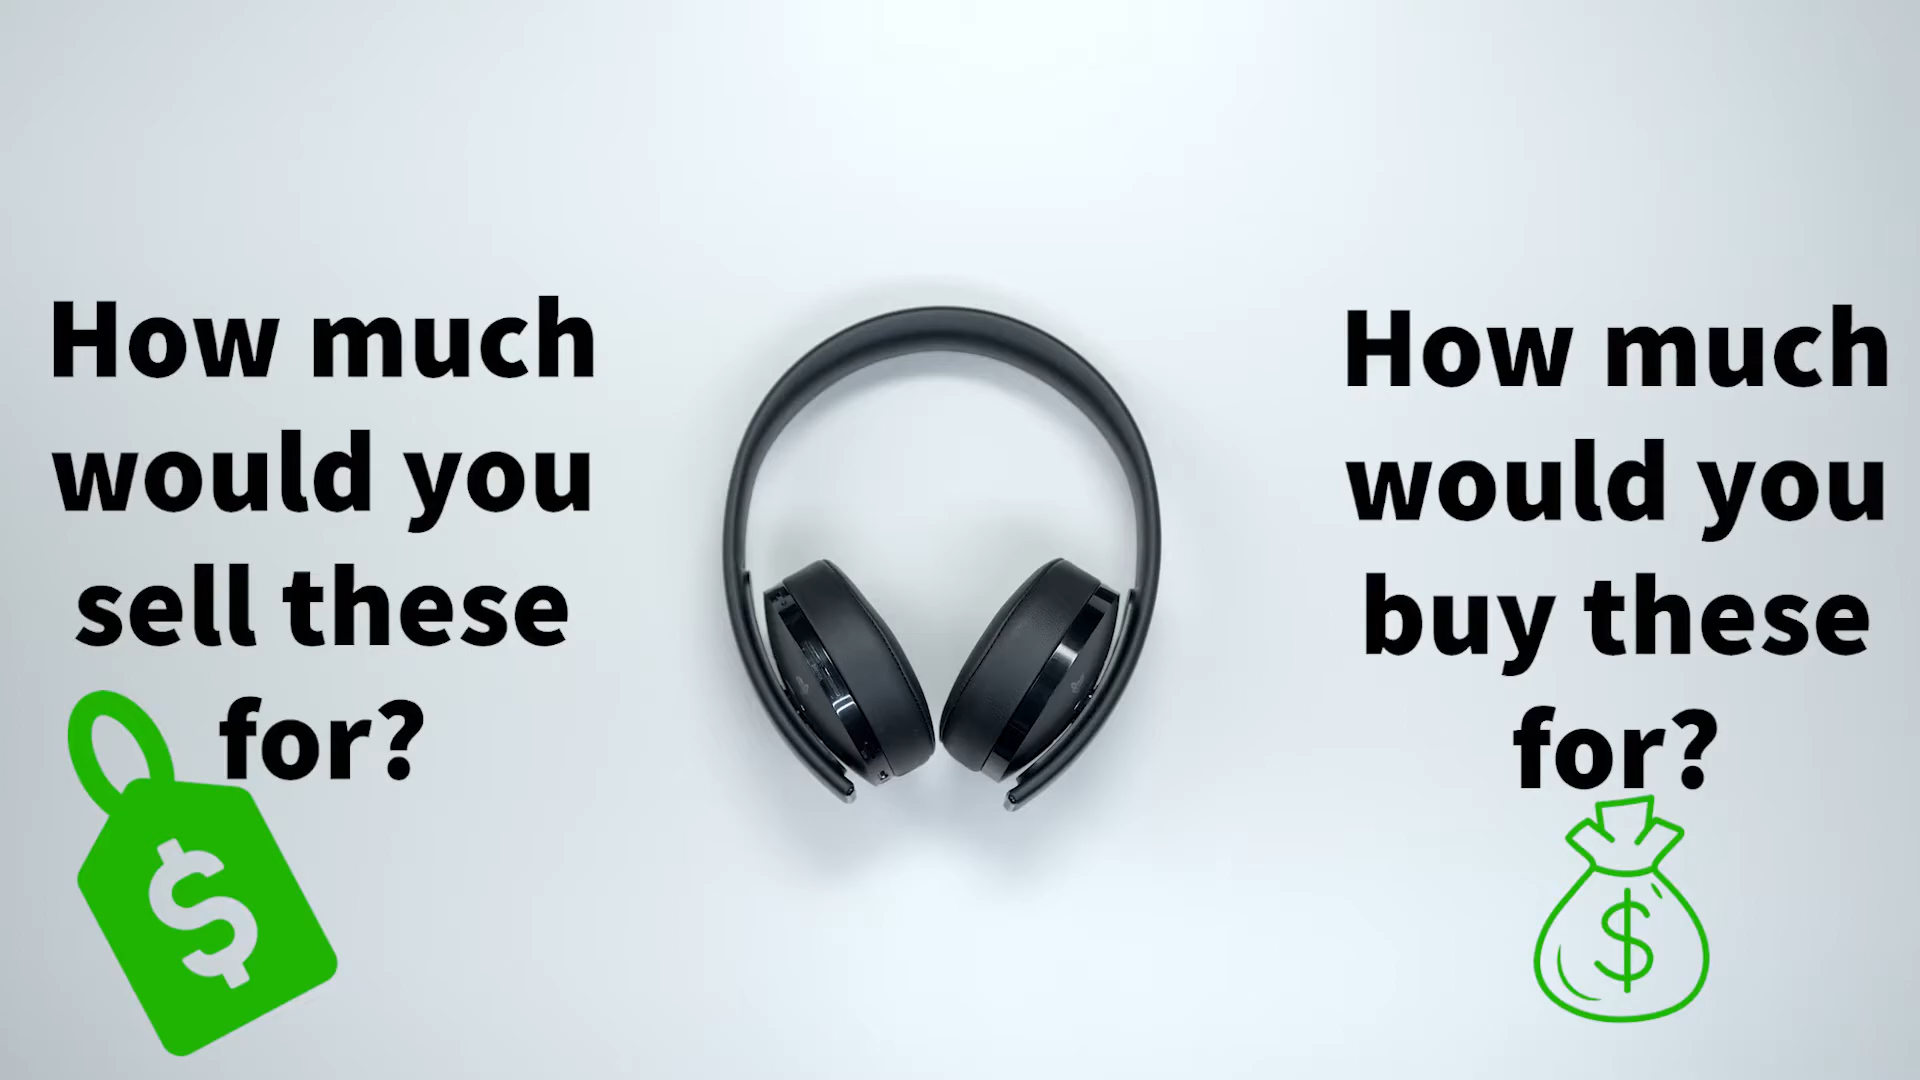 How much
would you
sell these
for?
$
How much
would you
buy these
for?
$